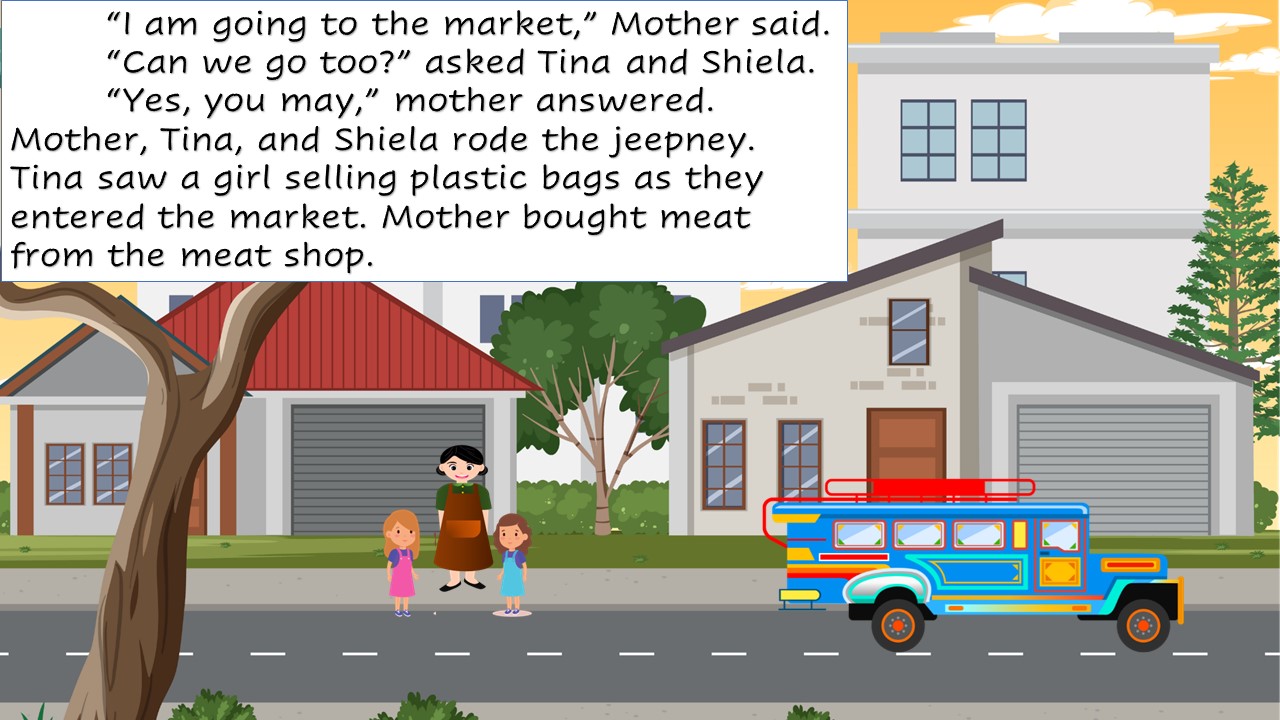 “I am going to the market,” Mother said.
“Can we go too?” asked Tina and Shiela.
“Yes, you may,” mother answered.
Mother, Tina, and Shiela rode the jeepney.
Tina saw a girl selling plastic bags as they
entered the market. Mother bought meat
from the meat shop.